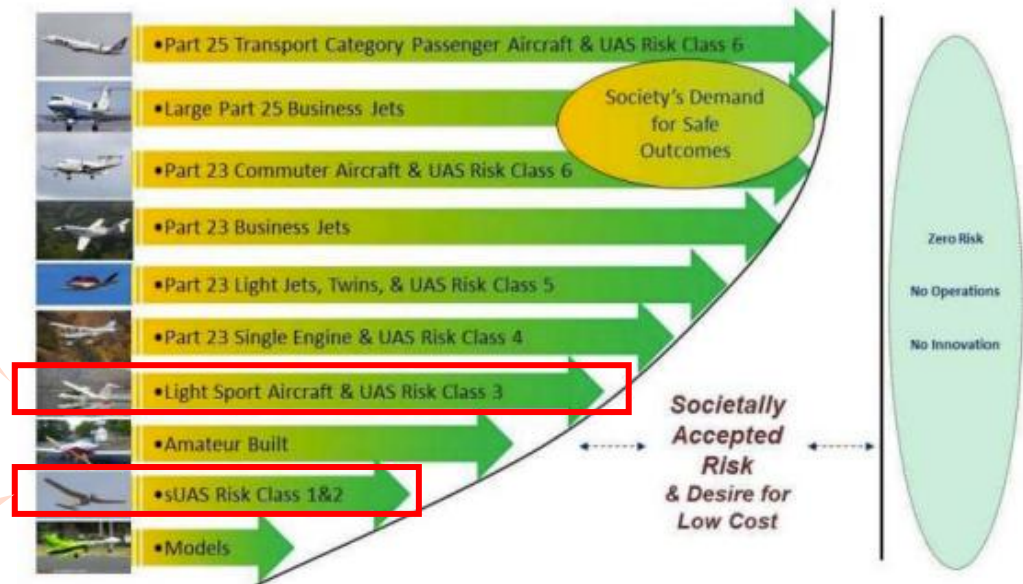 •Part 25 Transport Category Passenger Aircraft & UAS Risk Class 6
•Large Part 25 Business Jets
Society's Demand
for Safe
Outcomes
•Part 23 Commuter Aircraft & UAS Risk Class 6
•Part 23 Business Jets
•Part 23 Light Jets, Twins, & UAS Risk Class 5
•Part 23 Single Engine & UAS Risk Class 4
•Light Sport Aircraft & UAS Risk Class 3
•Amateur Built
•sUAS Risk Class 1&2
•Models
Societally
Accepted
Risk
& Desire for
Low Cost
Zero Risk
No Operations
No Innovation